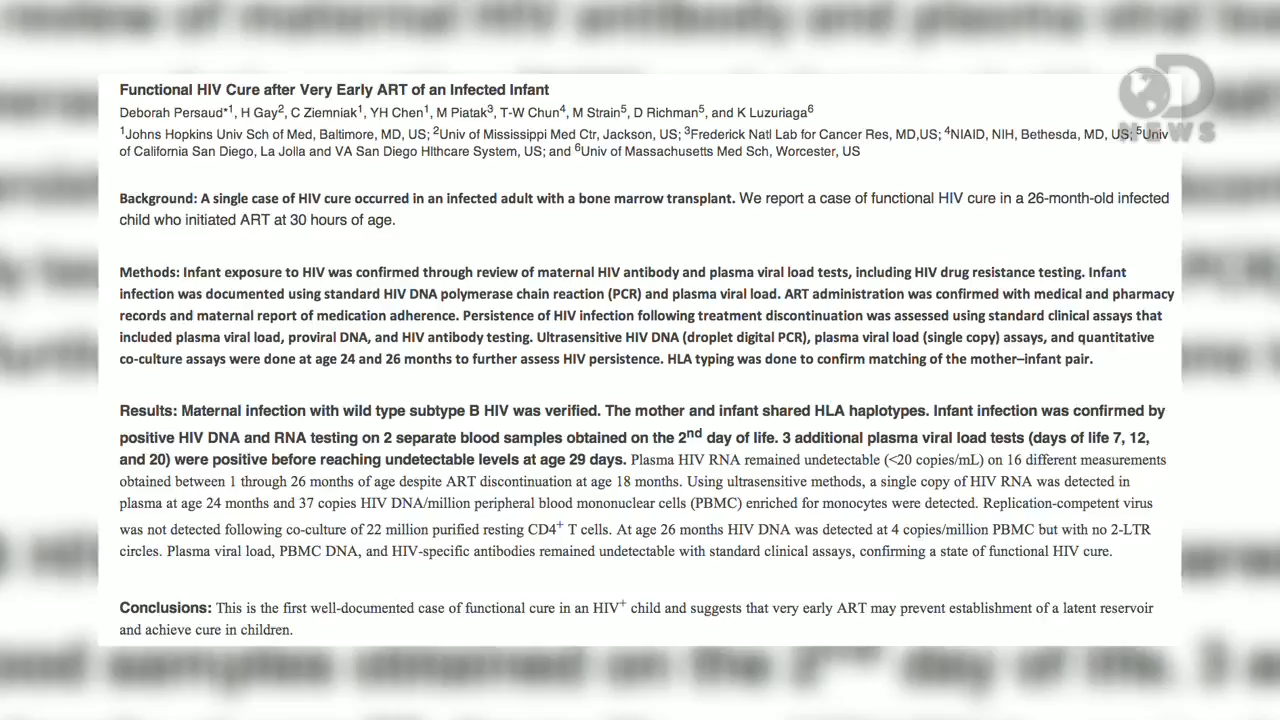 Functional HIV Cure after Very Early ART of an Infected Infant
Deborah Persaud*1, H Gay2, C Ziemniak1, YH Chen1, M Piatak3, T-W Chun4, M Strain5, D Richman5, and K Luzuriaga6
1Johns Hopkins Univ Sch of Med, Baltimore, MD, US; 2Univ of Mississippi Med Ctr, Jackson, US; 3Frederick Natl Lab for Cancer Res, MD,US; 4NIAID, NIH, Bethesda, MD, US; 5Univ
of California San Diego, La Jolla and VA San Diego Hlthcare System, US; and 6Univ of Massachusetts Med Sch, Worcester, US
D
NEWS
Background: A single case of HIV cure occurred in an infected adult with a bone marrow transplant. We report a case of functional HIV cure in a 26-month-old infected
child who initiated ART at 30 hours of age.
Methods: Infant exposure to HIV was confirmed through review of maternal HIV antibody and plasma viral load tests, including HIV drug resistance testing. Infant
infection was documented using standard HIV DNA polymerase chain reaction (PCR) and plasma viral load. ART administration was confirmed with medical and pharmacy
records and maternal report of medication adherence. Persistence of HIV infection following treatment discontinuation was assessed using standard clinical assays that
included plasma viral load, proviral DNA, and HIV antibody testing. Ultrasensitive HIV DNA (droplet digital PCR), plasma viral load (single copy) assays, and quantitative
co-culture assays were done at age 24 and 26 months to further assess HIV persistence. HLA typing was done to confirm matching of the mother–infant pair.
Results: Maternal infection with wild type subtype B HIV was verified. The mother and infant shared HLA haplotypes. Infant infection was confirmed by
positive HIV DNA and RNA testing on 2 separate blood samples obtained on the 2nd day of life. 3 additional plasma viral load tests (days of life 7, 12,
and 20) were positive before reaching undetectable levels at age 29 days. Plasma HIV RNA remained undetectable (<20 copies/mL) on 16 different measurements
obtained between 1 through 26 months of age despite ART discontinuation at age 18 months. Using ultrasensitive methods, a single copy of HIV RNA was detected in
plasma at age 24 months and 37 copies HIV DNA/million peripheral blood mononuclear cells (PBMC) enriched for monocytes were detected. Replication-competent virus
was not detected following co-culture of 22 million purified resting CD4+ T cells. At age 26 months HIV DNA was detected at 4 copies/million PBMC but with no 2-LTR
circles. Plasma viral load, PBMC DNA, and HIV-specific antibodies remained undetectable with standard clinical assays, confirming a state of functional HIV cure.
Conclusions: This is the first well-documented case of functional cure in an HIV+ child and suggests that very early ART may prevent establishment of a latent reservoir
and achieve cure in children.